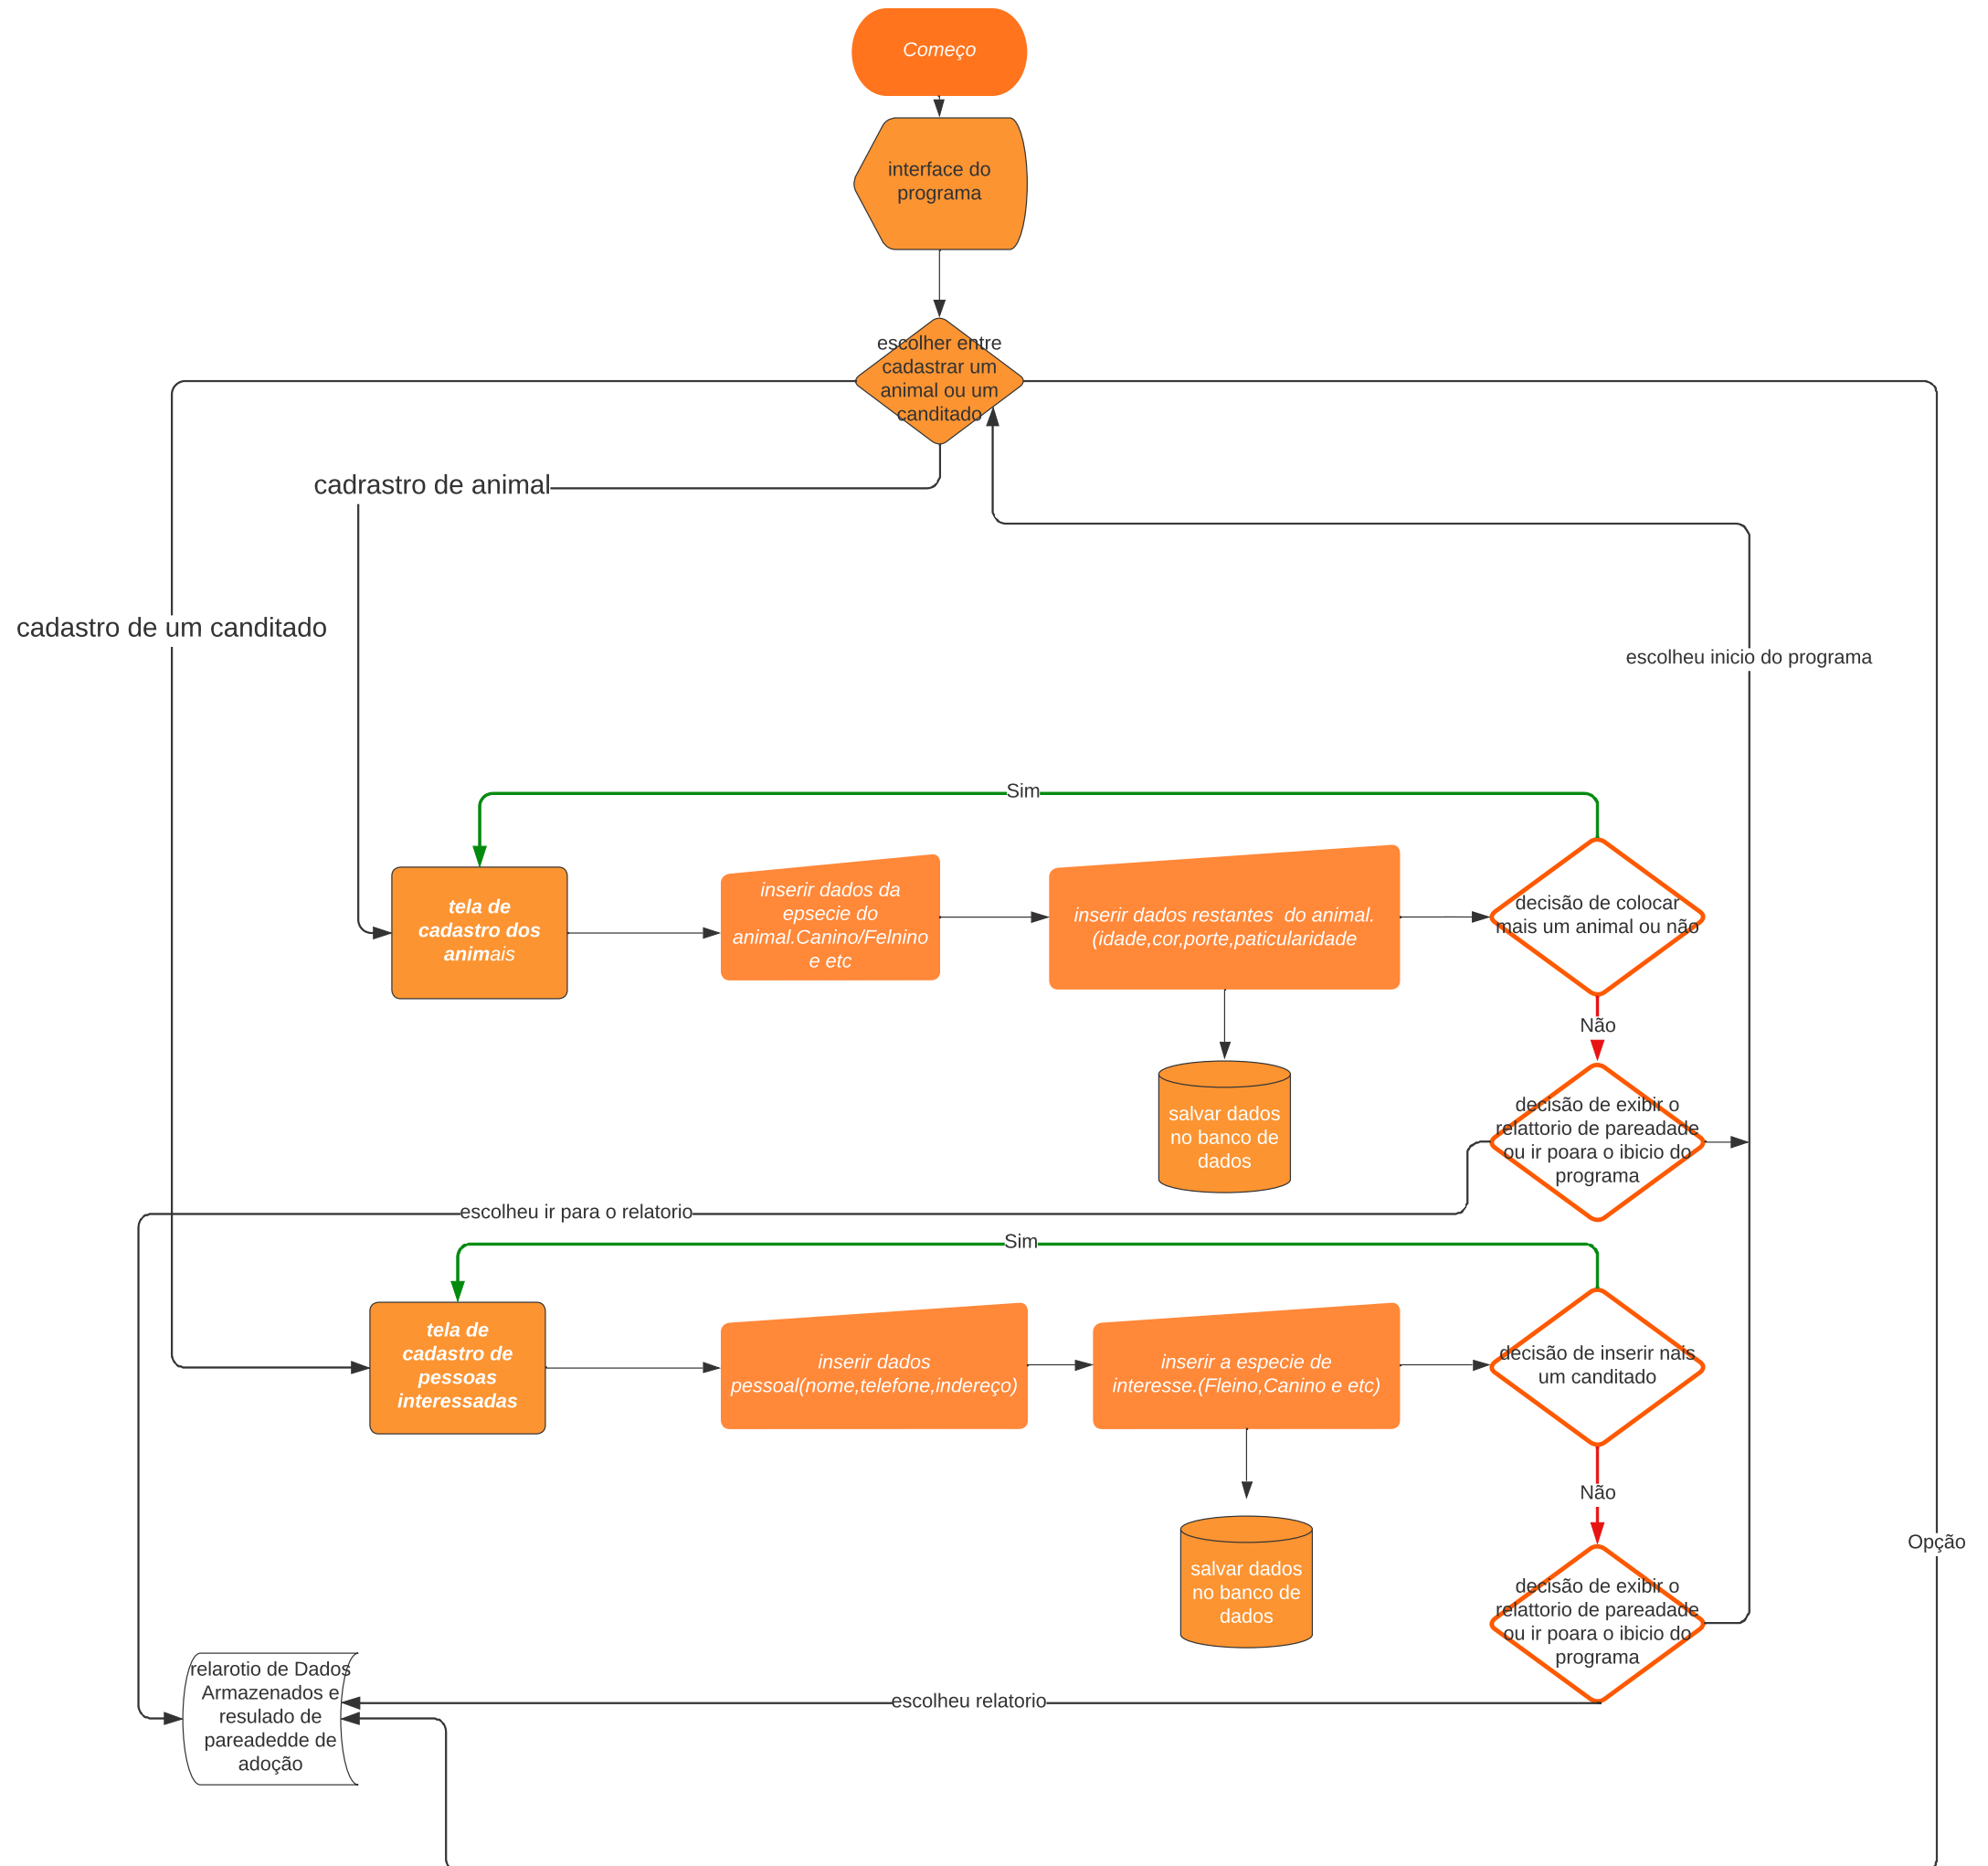 Começo
interface do
programa
escolher entre
cadastrar um
animal ou um
canditado
cadrastro de animal
cadastro de um canditado
escolheu inicio do programa
Sim
tela de
cadastro dos
animais
inserir dados da
epsecie do
animal.Canino/Felnino
e etc
inserir dados restantes  do animal.
(idade,cor,porte,paticularidade
decisão de colocar
mais um animal ou não
Não
salvar dados
no banco de
dados
decisão de exibir o
relattorio de pareadade
ou ir poara o ibicio do
programa
escolheu ir para o relatorio
Sim
tela de
cadastro de
pessoas
interessadas
inserir dados
pessoal(nome,telefone,indereço)
inserir a especie de
interesse.(Fleino,Canino e etc)
decisão de inserir nais
um canditado
Não
Opção
salvar dados
no banco de
dados
decisão de exibir o
relattorio de pareadade
ou ir poara o ibicio do
programa
relarotio de Dados
Armazenados e
resulado de
pareadedde de
adoção
escolheu relatorio